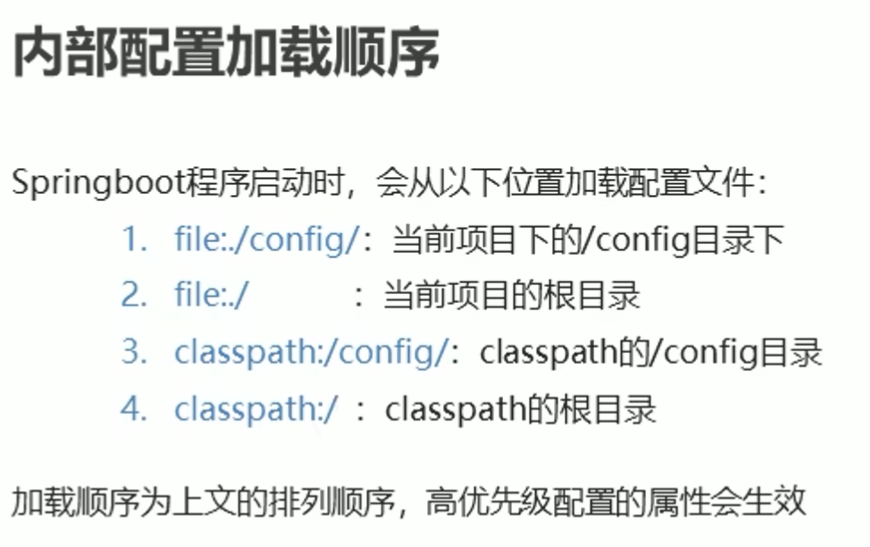 内部配置加载顺序
Springboot程序启动时，会从以下位置加载配置文件：
1. file:./config/：当前项目下的/config目录下
2. file:./ ：当前项目的根目录
3. classpath:/config/：classpath的/config目录
4. classpath:/ ：classpath的根目录
加载顺序为上文的排列顺序，高优先级配置的属性会生效